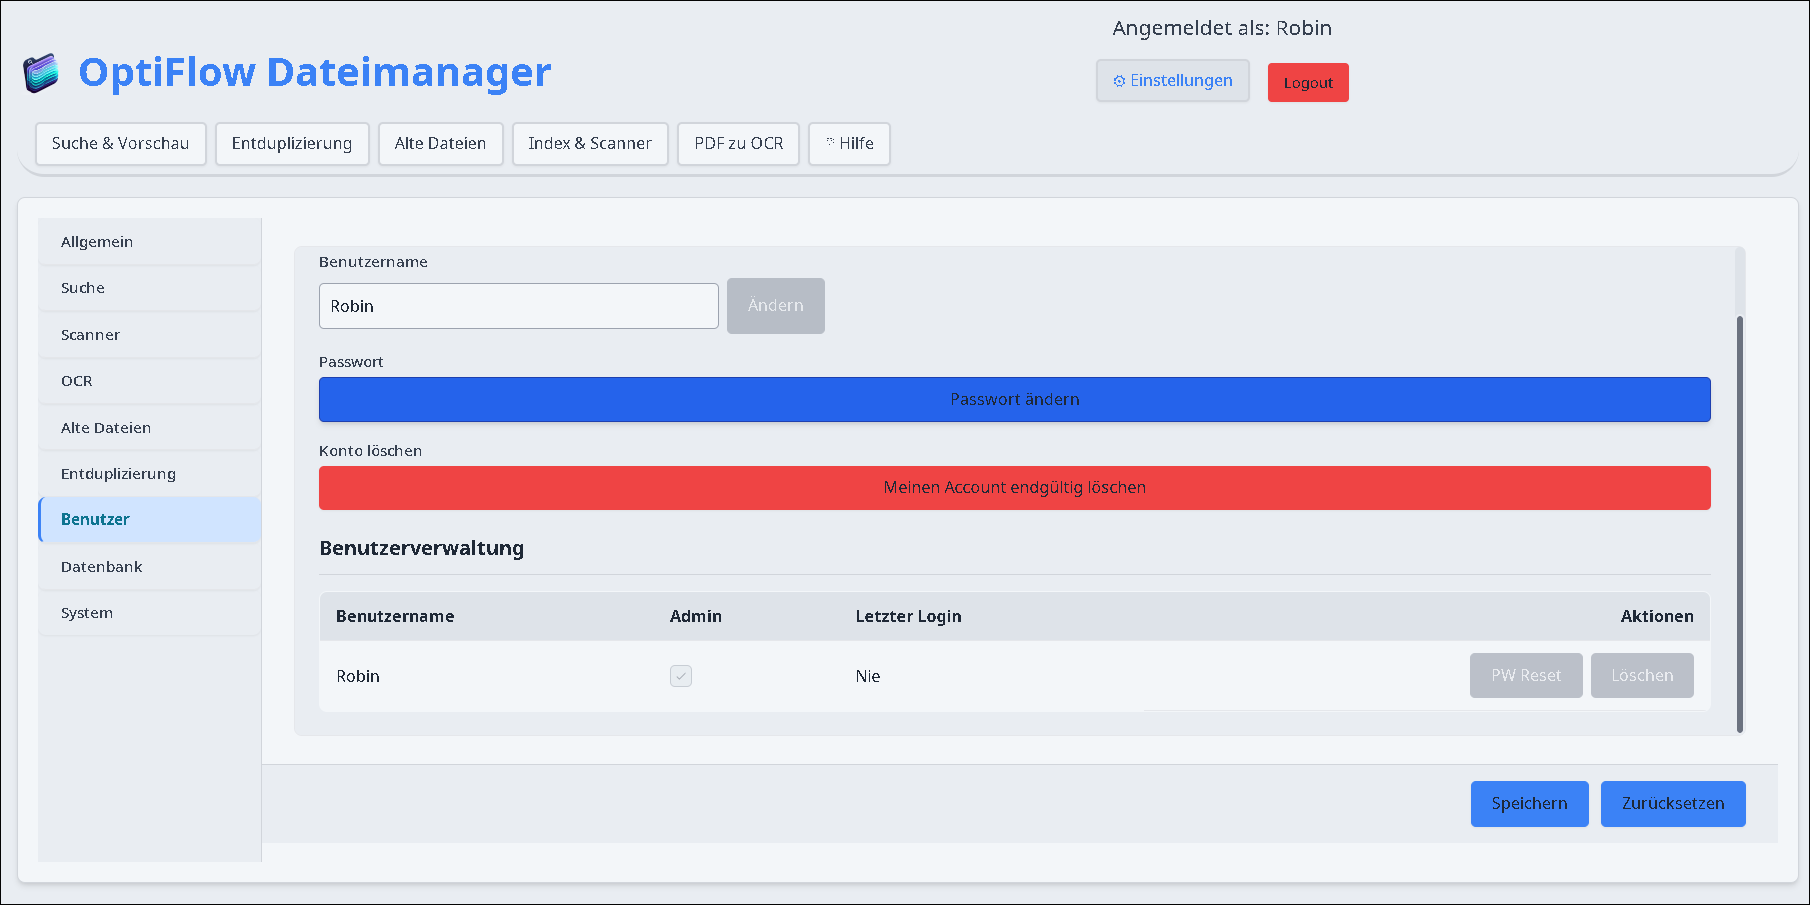 Angemeldet als: Robin
OptiFlow Dateimanager
Einstellungen
Logout
Suche & Vorschau
Entduplizierung
Alte Dateien
Index & Scanner
PDF zu OCR
Hilfe
Allgemein
Suche
Scanner
OCR
Alte Dateien
Entduplizierung
Benutzer
Datenbank
System
Benutzername
Robin
Ändern
Passwort
Passwort ändern
Konto löschen
Meinen Account endgültig löschen
Benutzerverwaltung
Benutzername Admin Letzter Login Aktionen
Robin Nie PW Reset Löschen
Speichern
Zurücksetzen